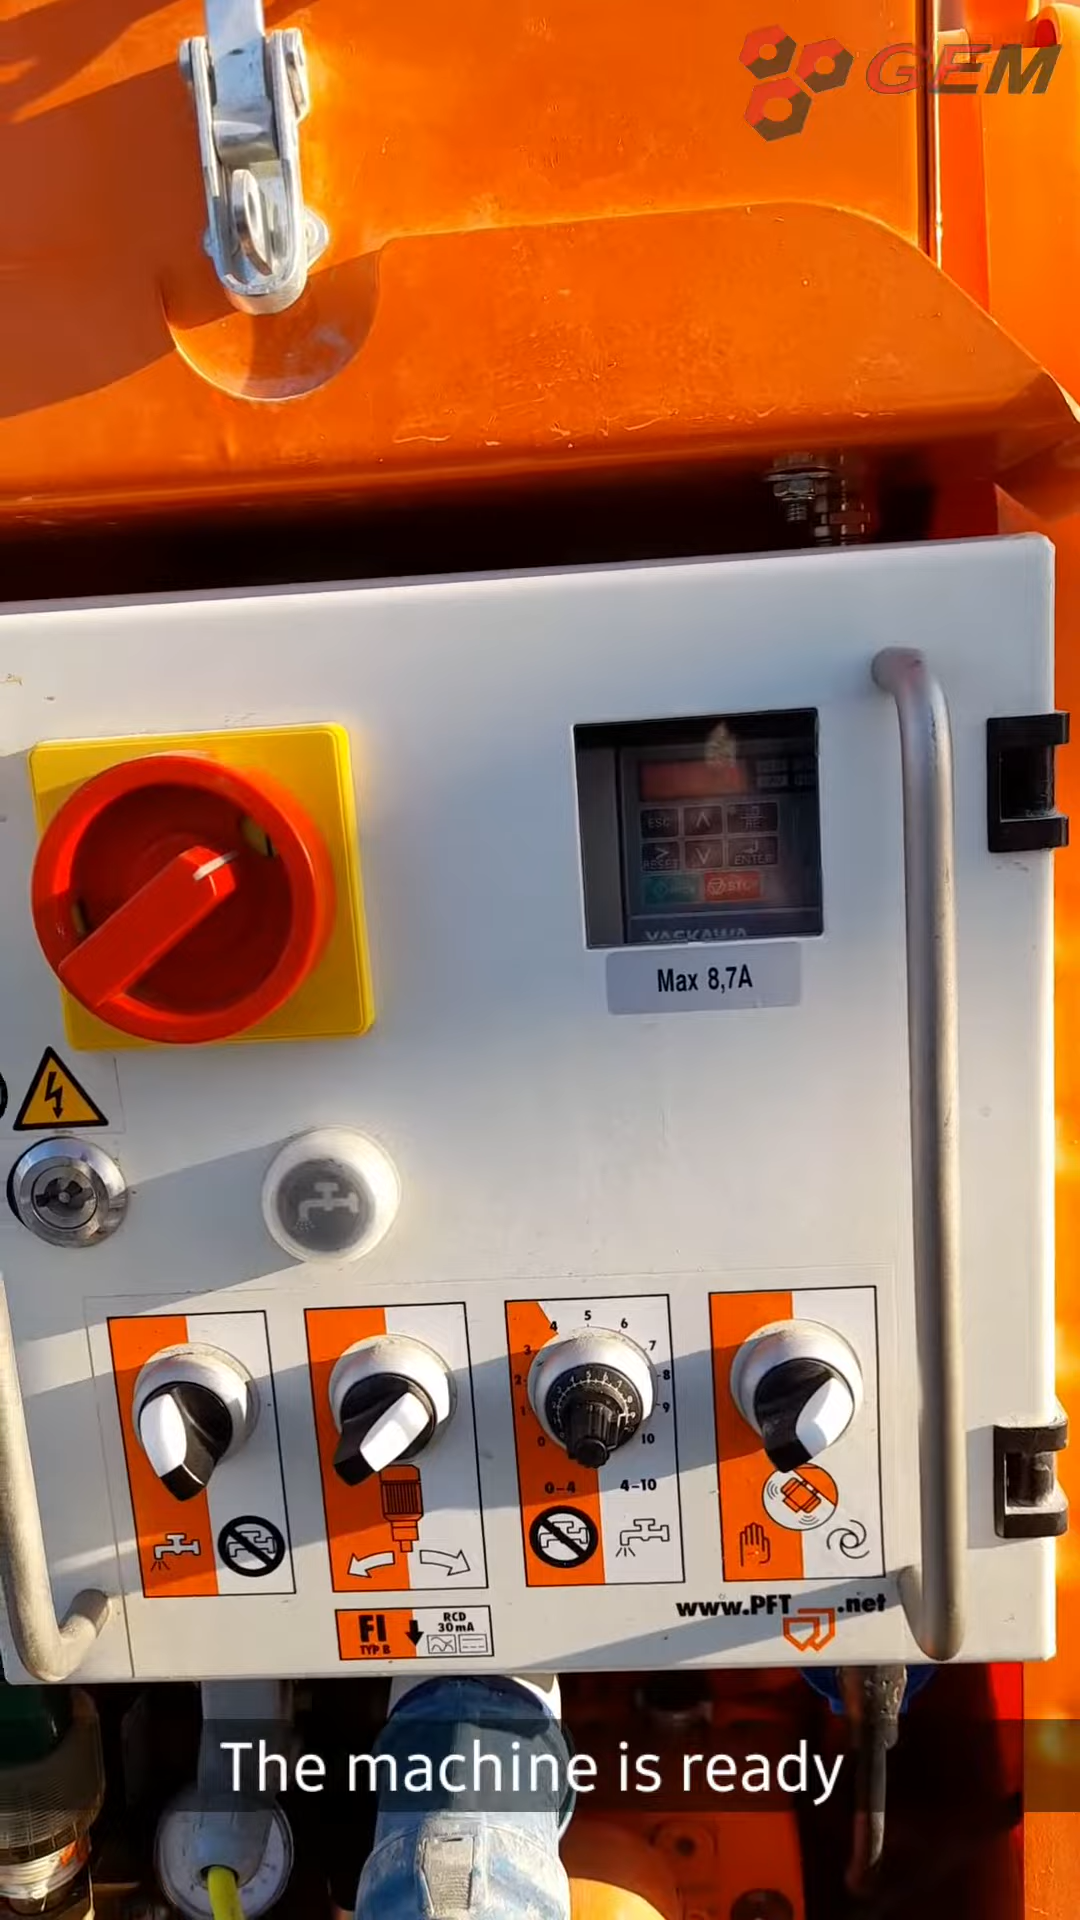 GEM
ESC
RESET
ENTER
STOP
YASKAWA
Max 8,7A
0
1
2
3
4
5
6
7
8
9
10
0-4
4-10
FI
TYP B
RCD
30mA
www.PFT
.net
The machine is ready